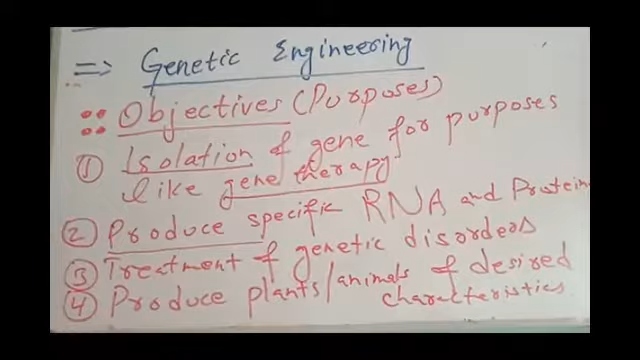 => Genetic Engineering
:: Objectives (Purposes)
① Isolation of gene for purposes
like gene therapy
② Produce specific RNA and Protein
③ Treatment of genetic disorders
④ Produce plants/animals of desired
characteristics